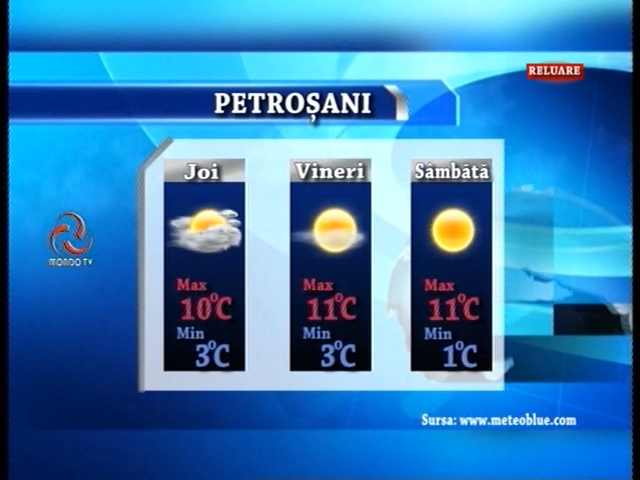 RELUARE
PETROȘANI
Joi
Max
10°C
Min
3°C
Vineri
Max
11°C
Min
3°C
Sâmbătă
Max
11°C
Min
1°C
MONDO TV
Sursa: www.meteoblue.com